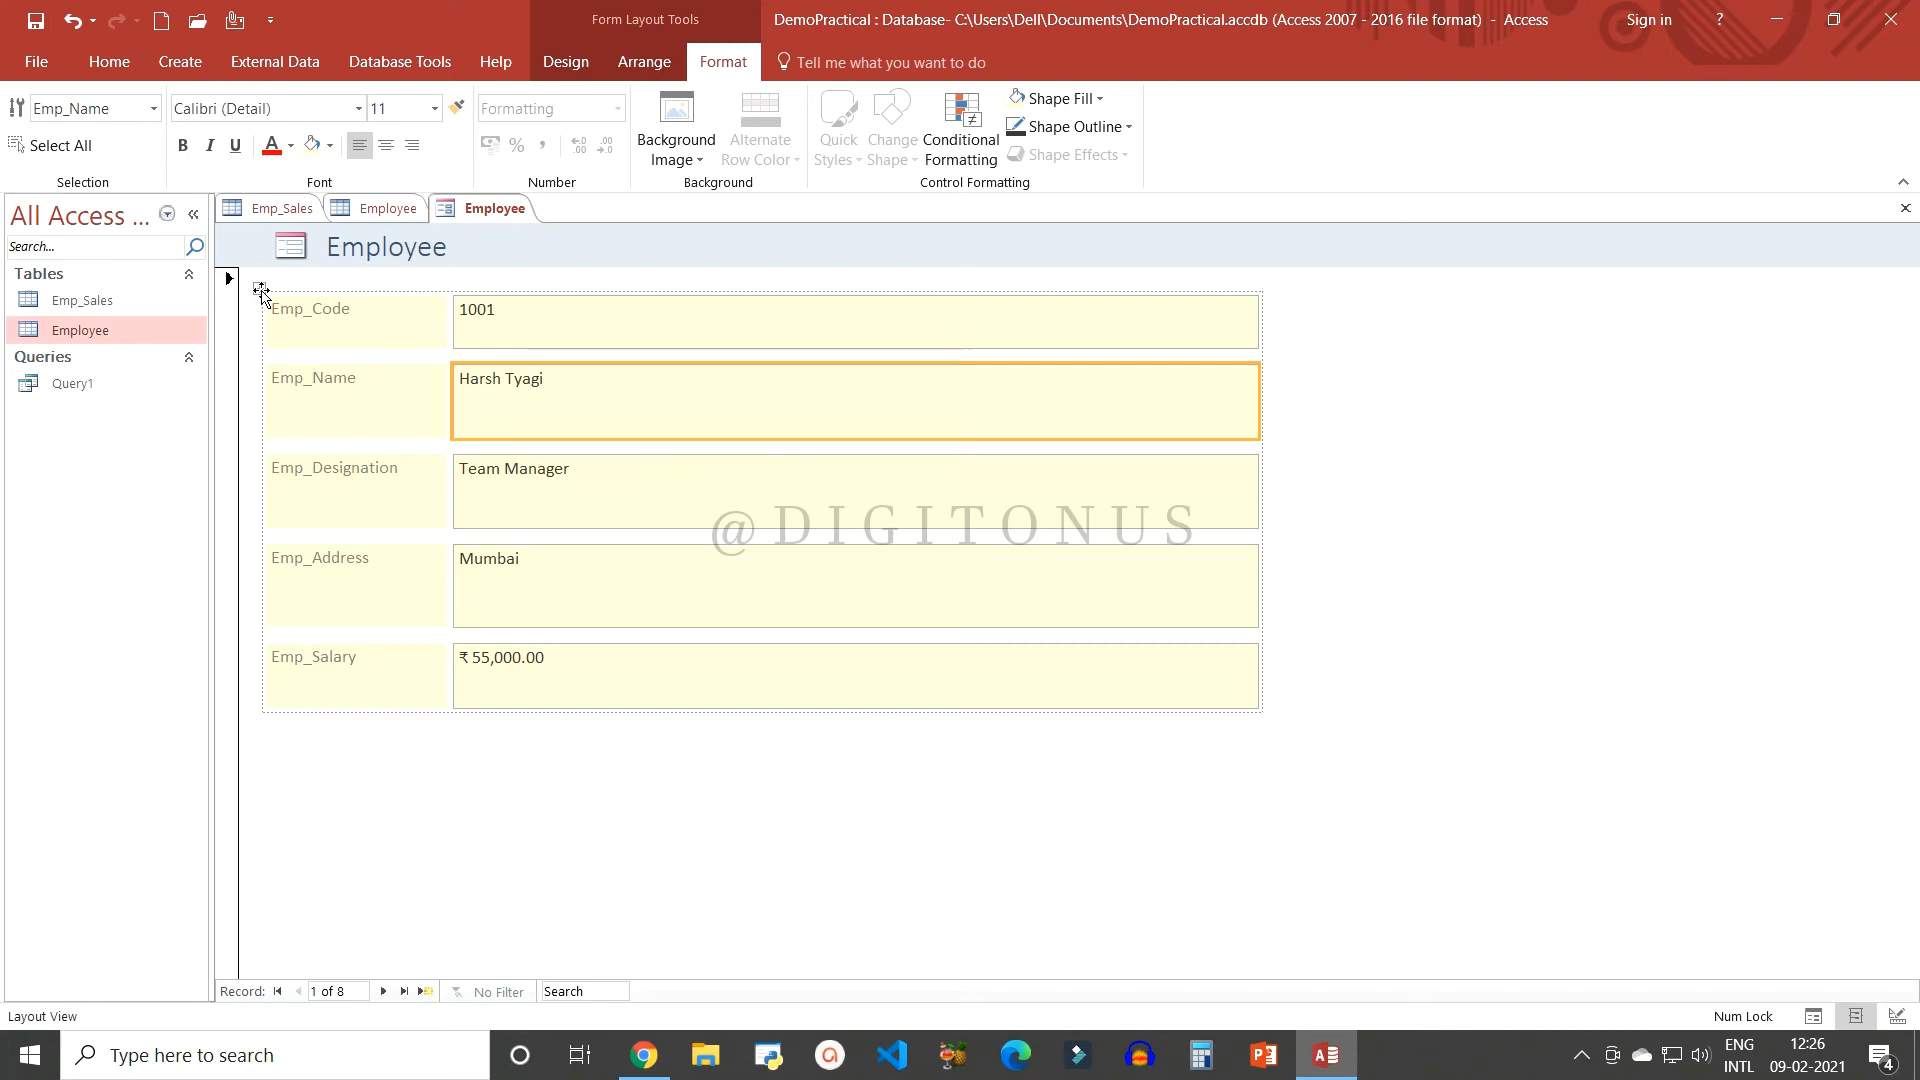 Form Layout Tools
DemoPractical : Database- C:\Users\Dell\Documents\DemoPractical.accdb (Access 2007 - 2016 file format) - Access
Sign in
?
File Home Create External Data Database Tools Help Design Arrange Format Tell me what you want to do
Emp_Name
Calibri (Detail) 11
Formatting
Select All
B I U A
%
Background Image
Alternate Row Color
Quick Styles
Change Shape
Conditional Formatting
Shape Fill
Shape Outline
Shape Effects
Selection Font Number Background Control Formatting
All Access ...
Search...
Tables
Emp_Sales
Employee
Queries
Query1
Emp_Sales Employee Employee
Employee
Emp_Code 1001
Emp_Name Harsh Tyagi
Emp_Designation Team Manager
@DIGITONUS
Emp_Address Mumbai
Emp_Salary ₹ 55,000.00
Record: 1 of 8 No Filter Search
Layout View Num Lock
Type here to search
ENG
INTL
12:26
09-02-2021
4